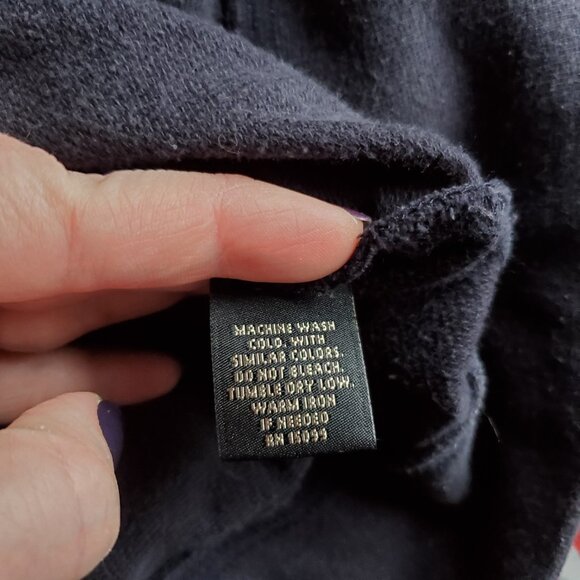 MACHINE WASH
COLD. WITH
SIMILAR COLORS.
DO NOT BLEACH.
TUMBLE DRY LOW.
WARM IRON
IF NEEDED
RN 15099